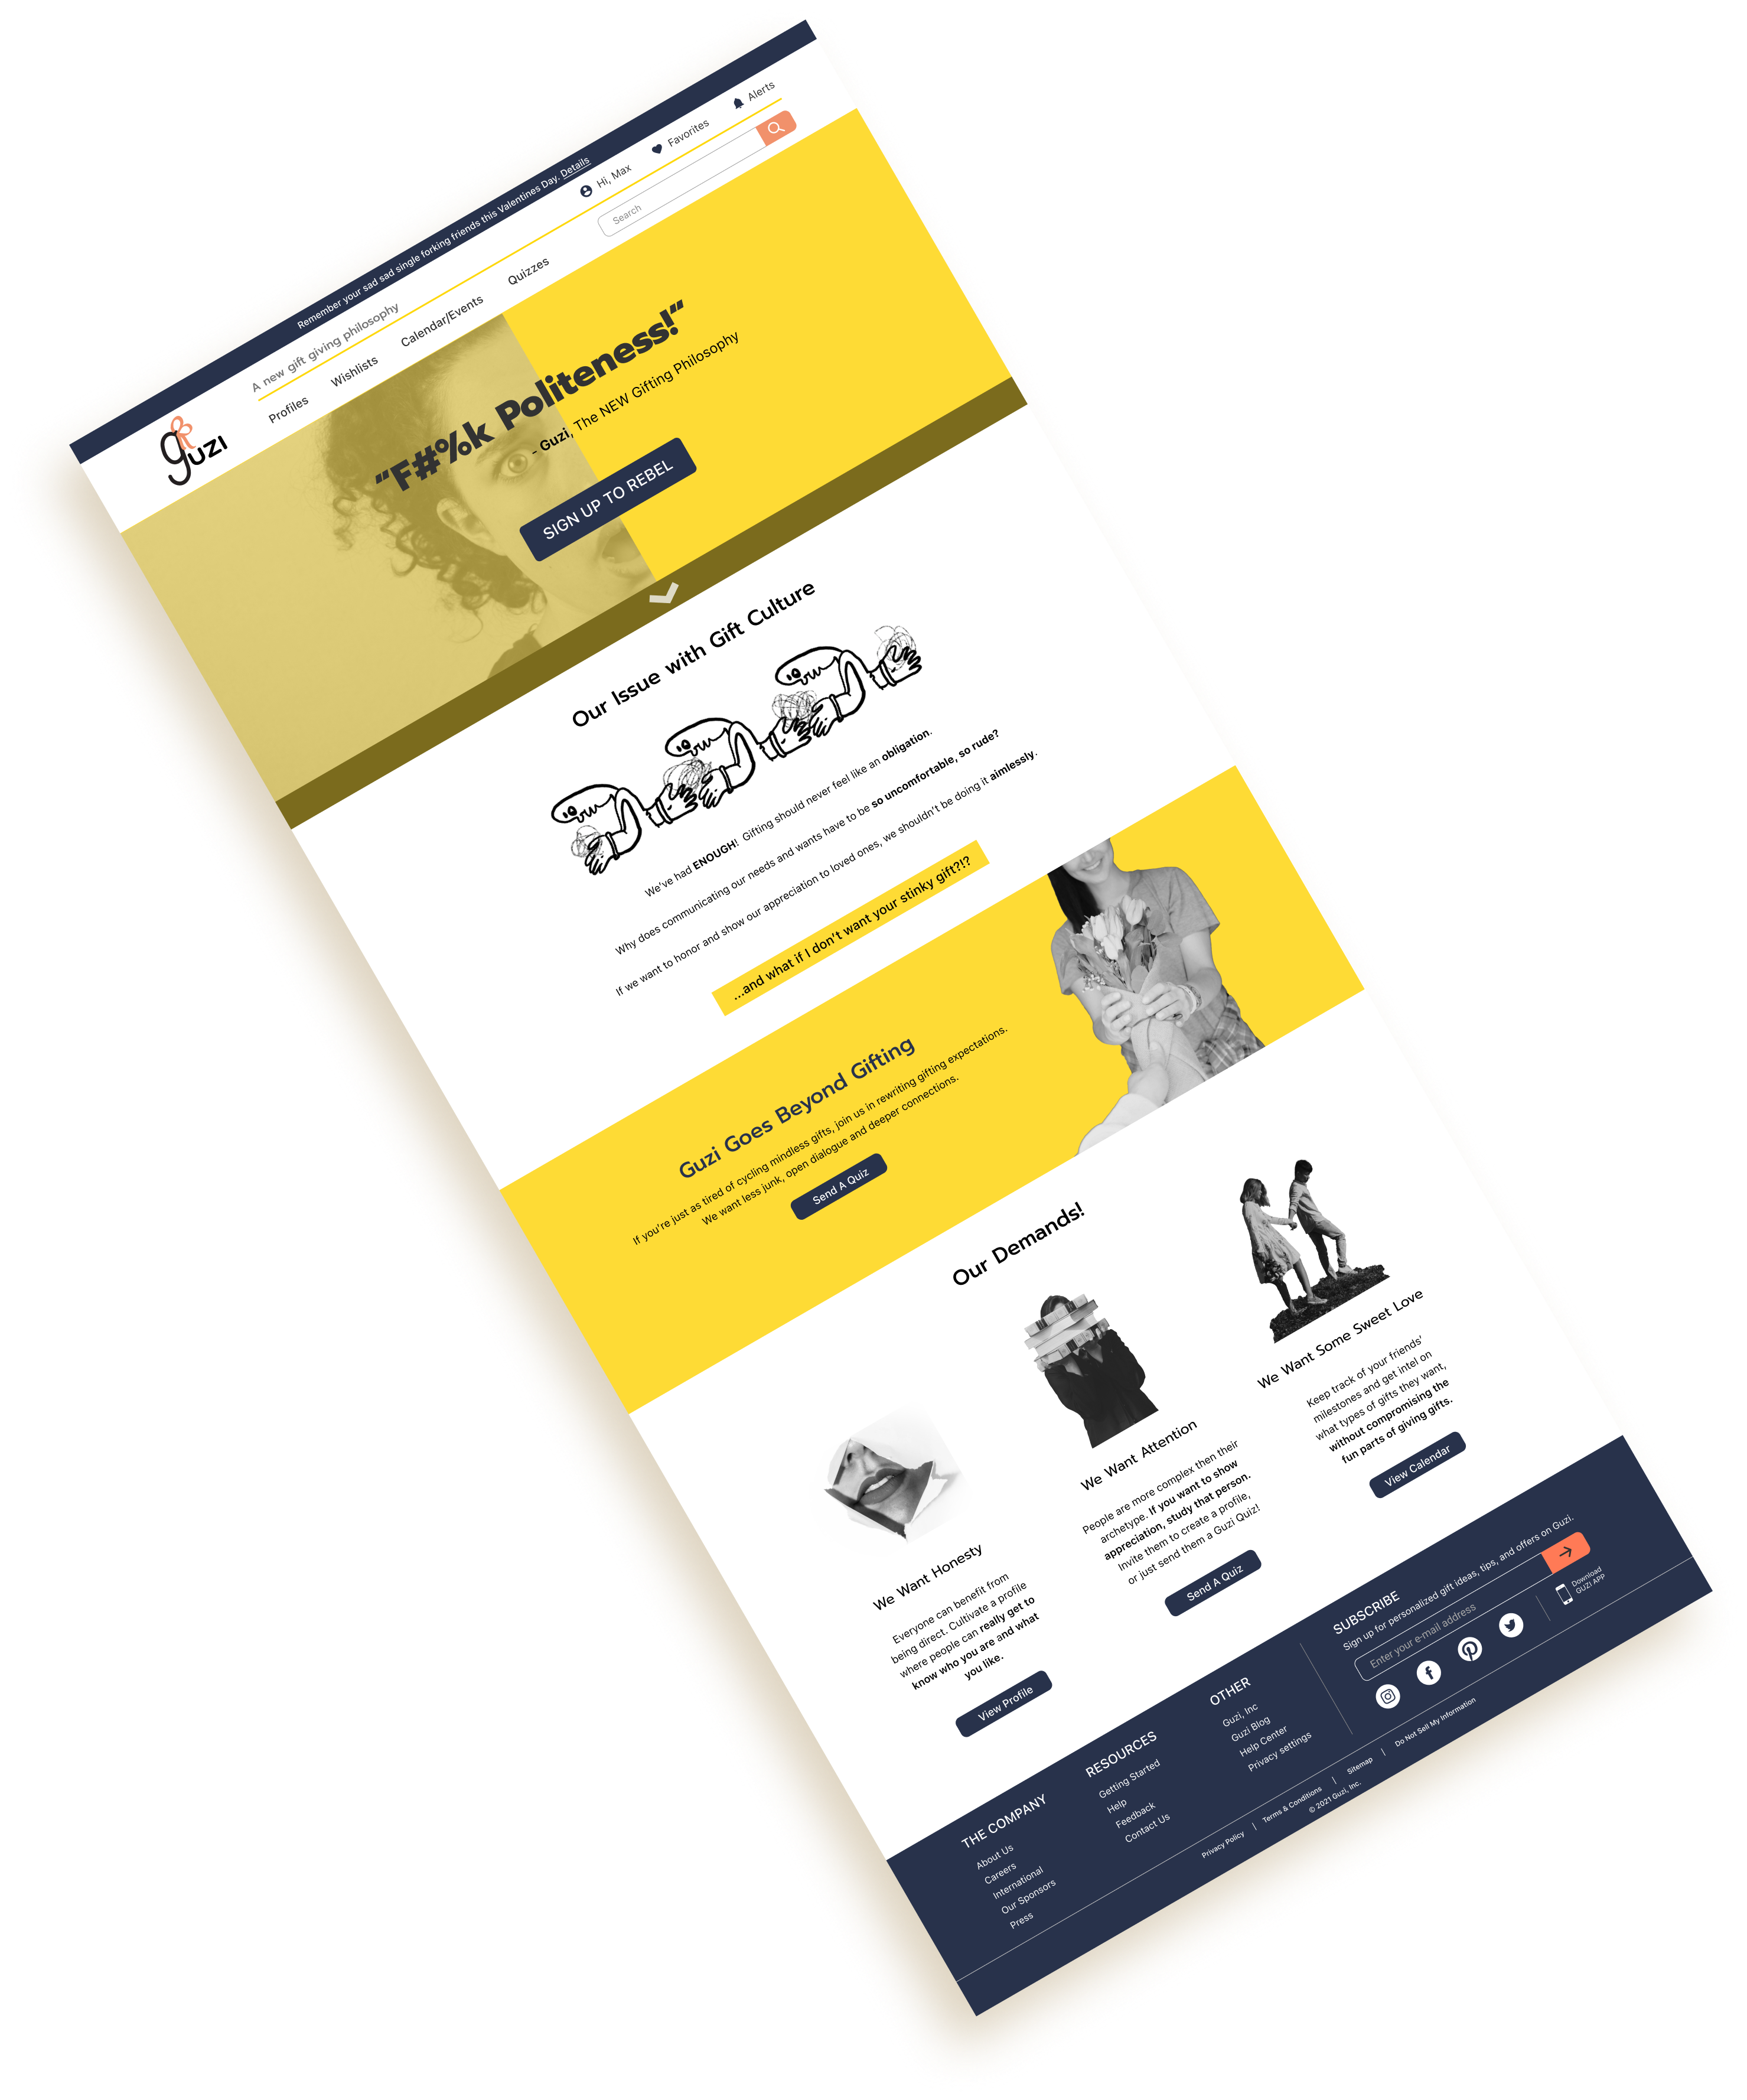 Remember your sad sad single forking friends this Valentines Day. Details
A new gift giving philosophy
Hi, Max
Favorites
Alerts
guzi
Profiles
Wishlists
Calendar/Events
Quizzes
Search
“F#%k Politeness!“
- Guzi, The NEW Gifting Philosophy
SIGN UP TO REBEL
Our Issue with Gift Culture
We've had ENOUGH! Gifting should never feel like an obligation.
Why does communicating our needs and wants have to be so uncomfortable, so rude?
If we want to honor and show our appreciation to loved ones, we shouldn't be doing it aimlessly.
...and what if I don't want your stinky gift?!?
Guzi Goes Beyond Gifting
If you're just as tired of cycling mindless gifts, join us in rewriting gifting expectations.
We want less junk, open dialogue and deeper connections.
Send A Quiz
Our Demands!
We Want Honesty
Everyone can benefit from
being direct. Cultivate a profile
where people can really get to
know who you are and what
you like.
View Profile
We Want Attention
People are more complex then their
archetype. If you want to show
appreciation, study that person.
Invite them to create a profile,
or just send them a Guzi Quiz!
Send A Quiz
We Want Some Sweet Love
Keep track of your friends'
milestones and get intel on
what types of gifts they want,
without compromising the
fun parts of giving gifts.
View Calendar
THE COMPANY
About Us
Careers
International
Our Sponsors
Press
RESOURCES
Getting Started
Help
Feedback
Contact Us
OTHER
Guzi, Inc
Guzi Blog
Help Center
Privacy settings
SUBSCRIBE
Sign up for personalized gift ideas, tips, and offers on Guzi.
Enter your e-mail address
Download
GUZI APP
Privacy Policy | Terms & Conditions | Sitemap | Do Not Sell My Information
© 2021 Guzi, Inc.